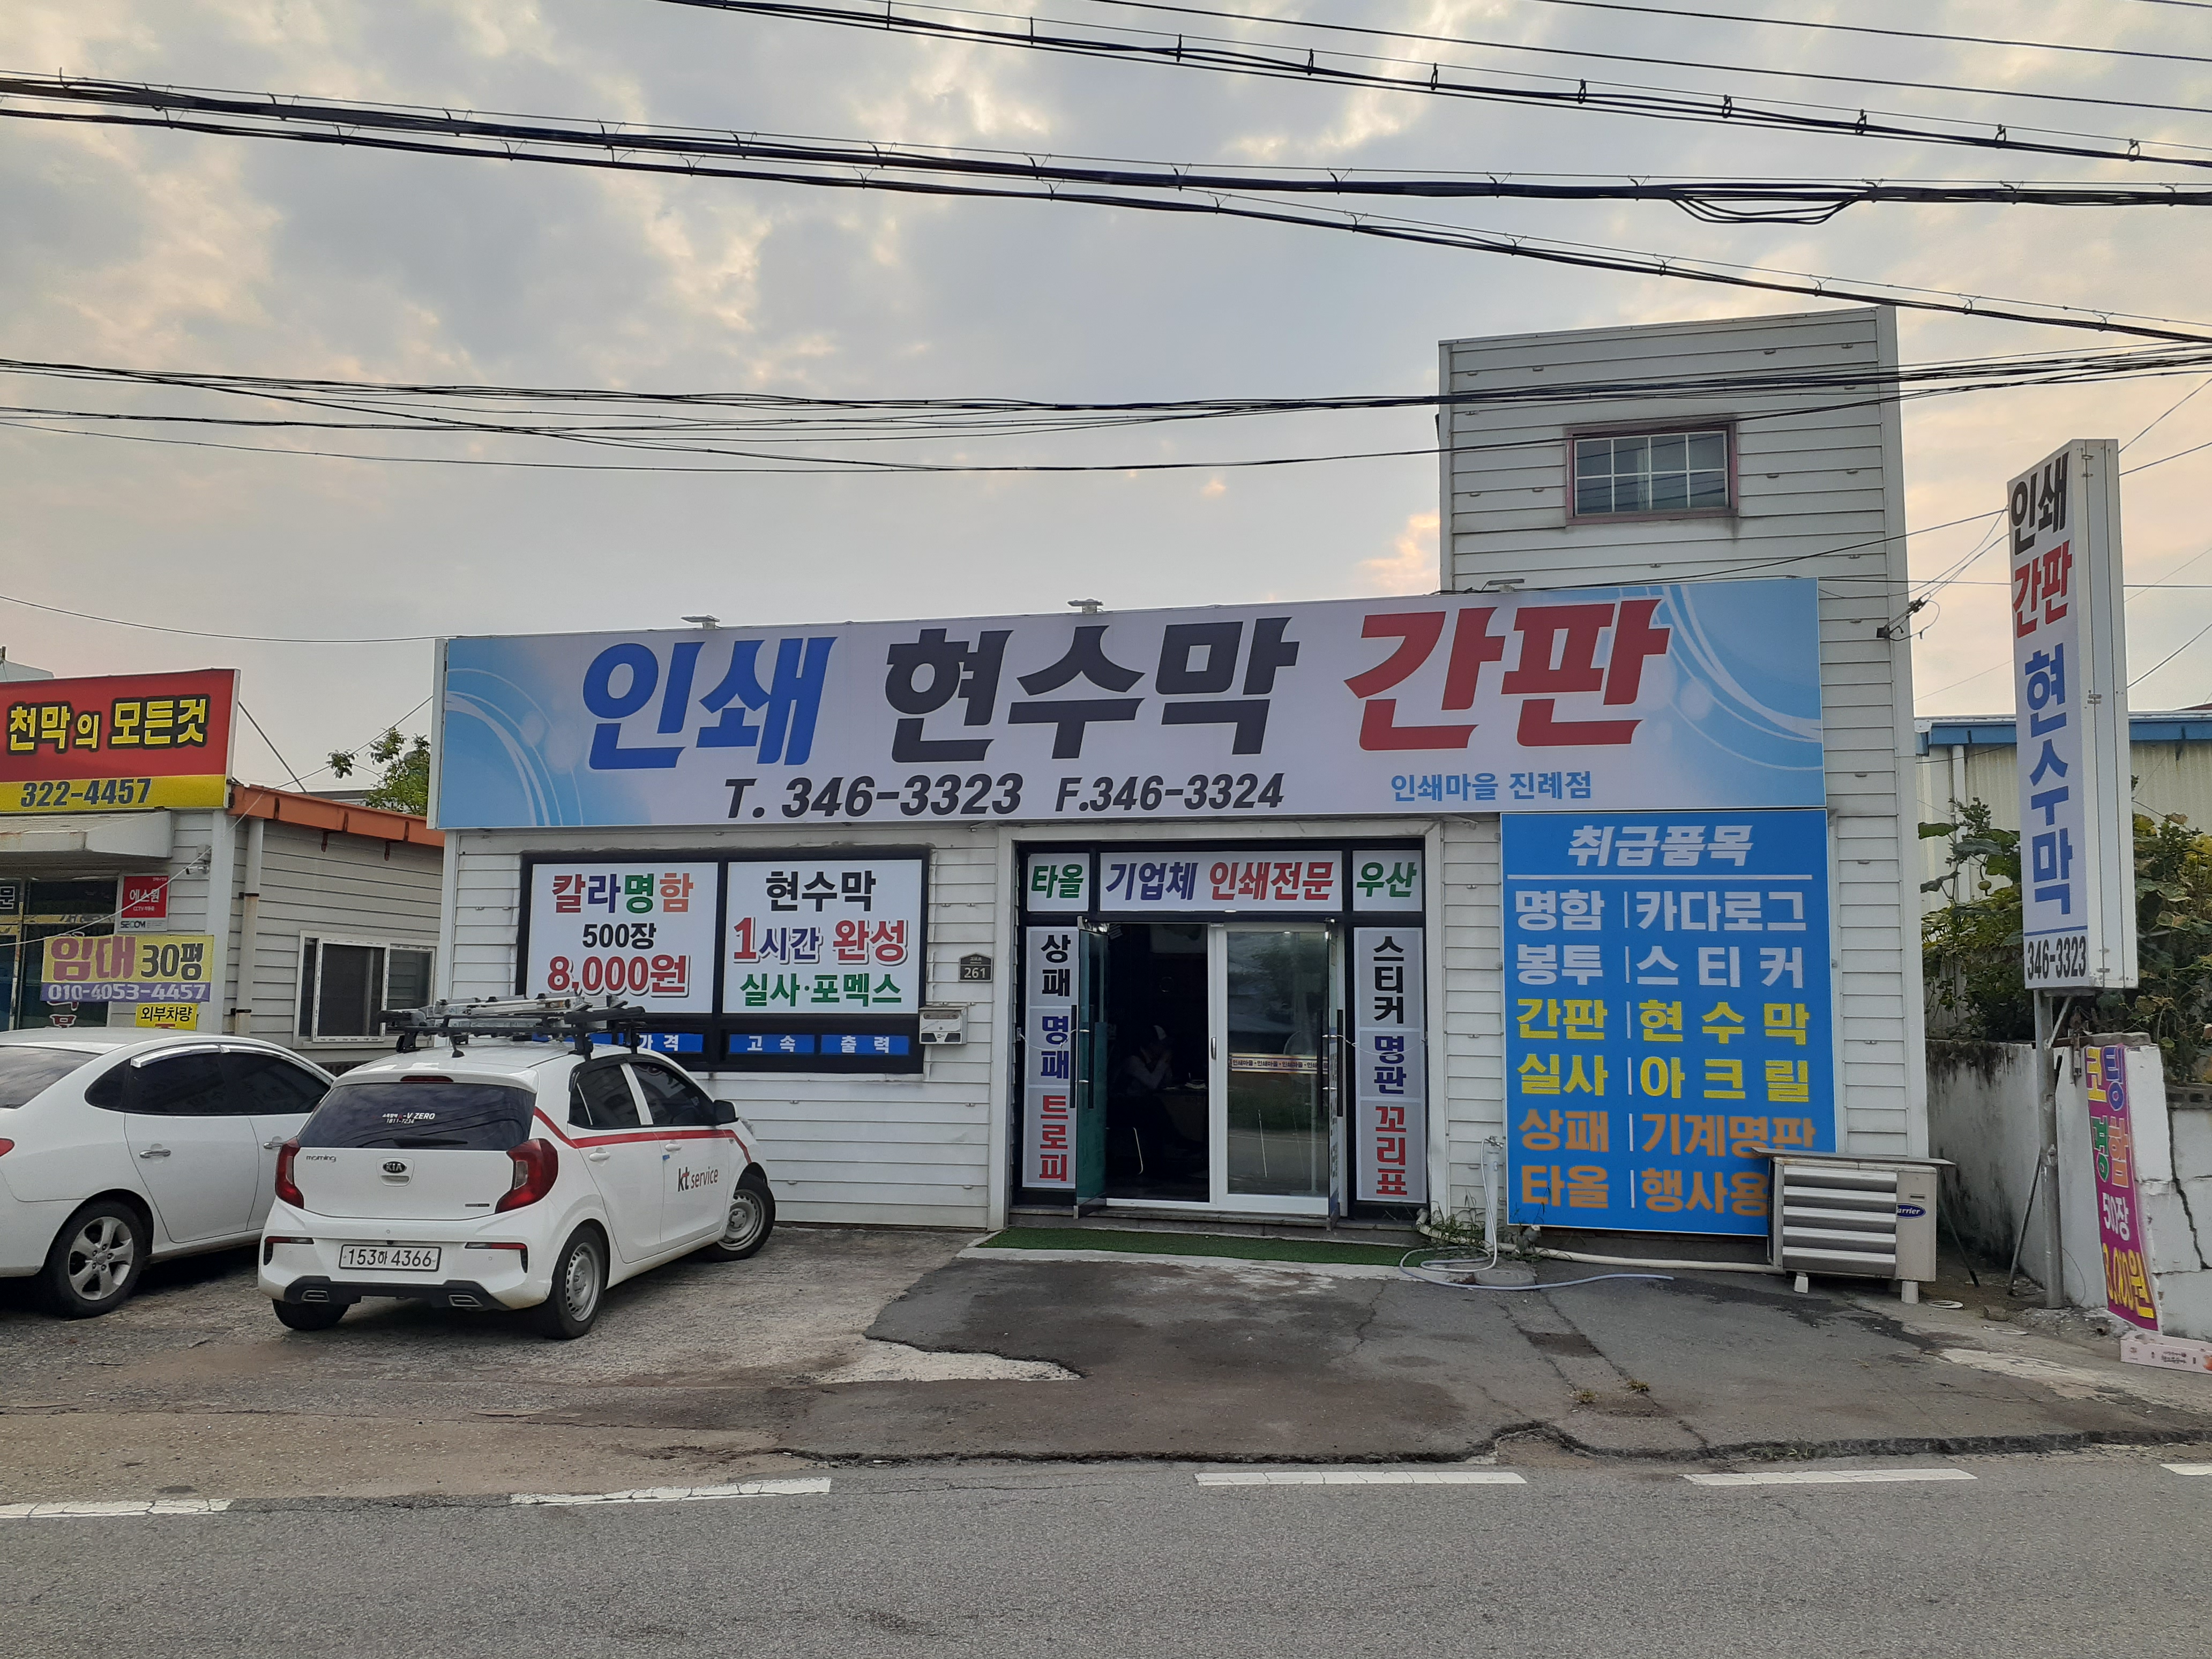 천막의 모든것
322-4457
에스원
SECOM
임대 30평
010-4053-4457
외부차량
인쇄 현수막 간판
T. 346-3323 F.346-3324
인쇄마을 진례점
칼라명함
500장
8,000원
가격
현수막
1시간 완성
실사·포멕스
고속 출력
261
타올
기업체 인쇄전문
우산
상패
명패
트로피
스티커
명판
꼬리표
취급품목
명함 | 카다로그
봉투 | 스티커
간판 | 현수막
실사 | 아크릴
상패 | 기계명판
타올 | 행사용
인쇄
간판
현수막
346-3323
코팅
명함
500장
V ZERO
morning
KIA
kt service
153하 4366